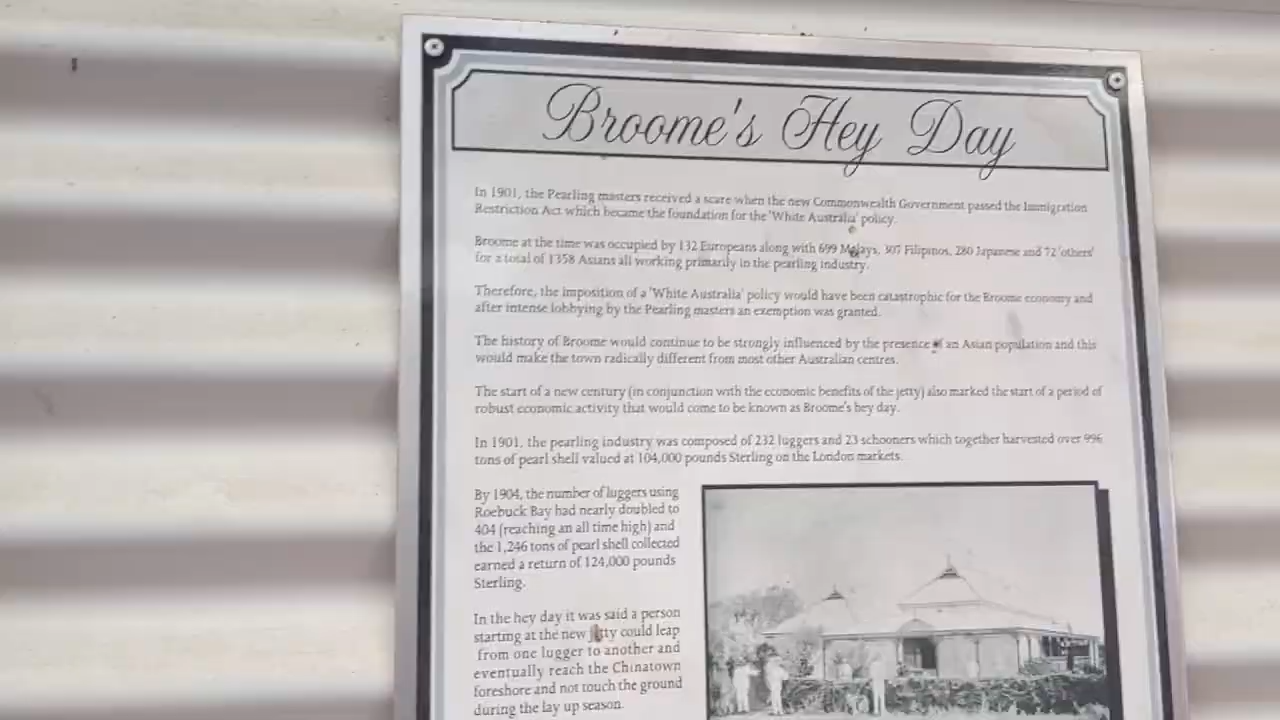 Broome's Hey Day
In 1901, the Pearling masters received a scare when the new Commonwealth Government passed the Immigration
Restriction Act which became the foundation for the 'White Australia' policy.
Broome at the time was occupied by 132 Europeans along with 699 Malays, 307 Filipinos, 280 Japanese and 72 'others'
for a total of 1358 Asians all working primarily in the pearling industry.
Therefore, the imposition of a 'White Australia' policy would have been catastrophic for the Broome economy and
after intense lobbying by the Pearling masters an exemption was granted.
The history of Broome would continue to be strongly influenced by the presence of an Asian population and this
would make the town radically different from most other Australian centres.
The start of a new century (in conjunction with the economic benefits of the jetty) also marked the start of a period of
robust economic activity that would come to be known as Broome's hey day.
In 1901, the pearling industry was composed of 232 luggers and 23 schooners which together harvested over 996
tons of pearl shell valued at 104,000 pounds Sterling on the London markets.
By 1904, the number of luggers using
Roebuck Bay had nearly doubled to
404 (reaching an all time high) and
the 1,246 tons of pearl shell collected
earned a return of 124,000 pounds
Sterling.
In the hey day it was said a person
starting at the new jetty could leap
from one lugger to another and
eventually reach the Chinatown
foreshore and not touch the ground
during the lay up season.